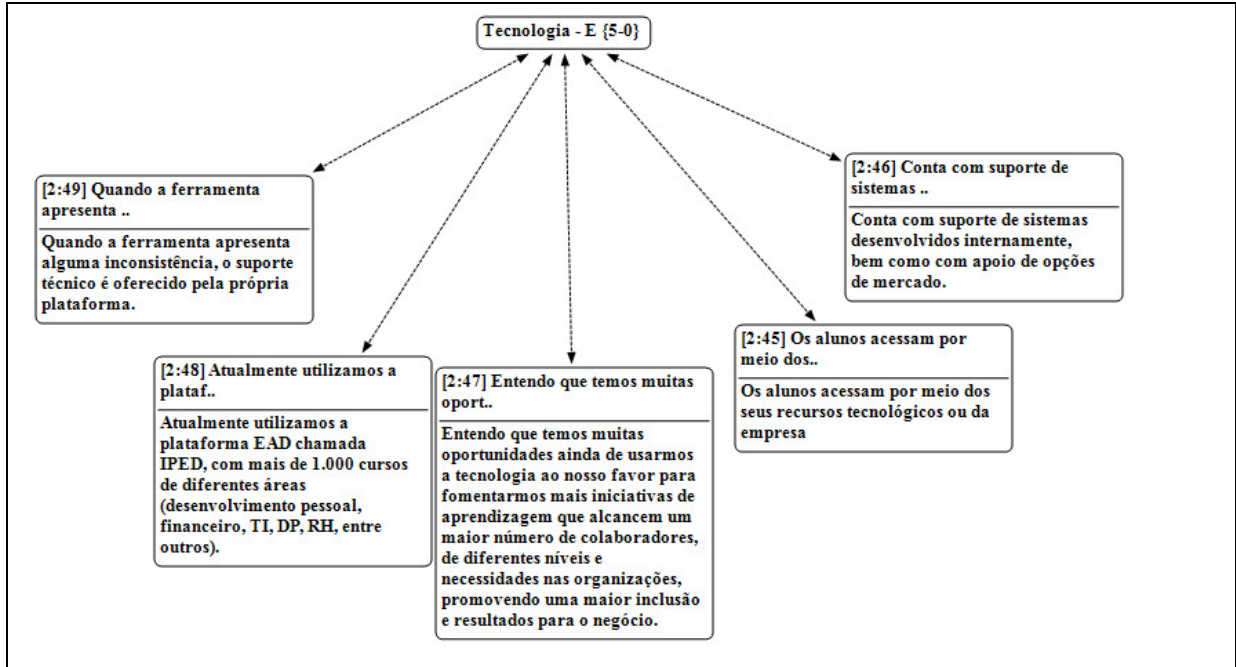 Tecnologia - E {5-0}
[2:49] Quando a ferramenta
apresenta ..
Quando a ferramenta apresenta
alguma inconsistência, o suporte
técnico é oferecido pela própria
plataforma.
[2:48] Atualmente utilizamos a
plataf..
Atualmente utilizamos a
plataforma EAD chamada
IPED, com mais de 1.000 cursos
de diferentes áreas
(desenvolvimento pessoal,
financeiro, TI, DP, RH, entre
outros).
[2:47] Entendo que temos muitas
oport..
Entendo que temos muitas
oportunidades ainda de usarmos
a tecnologia ao nosso favor para
fomentarmos mais iniciativas de
aprendizagem que alcancem um
maior número de colaboradores,
de diferentes níveis e
necessidades nas organizações,
promovendo uma maior inclusão
e resultados para o negócio.
[2:45] Os alunos acessam por
meio dos..
Os alunos acessam por meio dos
seus recursos tecnológicos ou da
empresa
[2:46] Conta com suporte de
sistemas ..
Conta com suporte de sistemas
desenvolvidos internamente,
bem como com apoio de opções
de mercado.